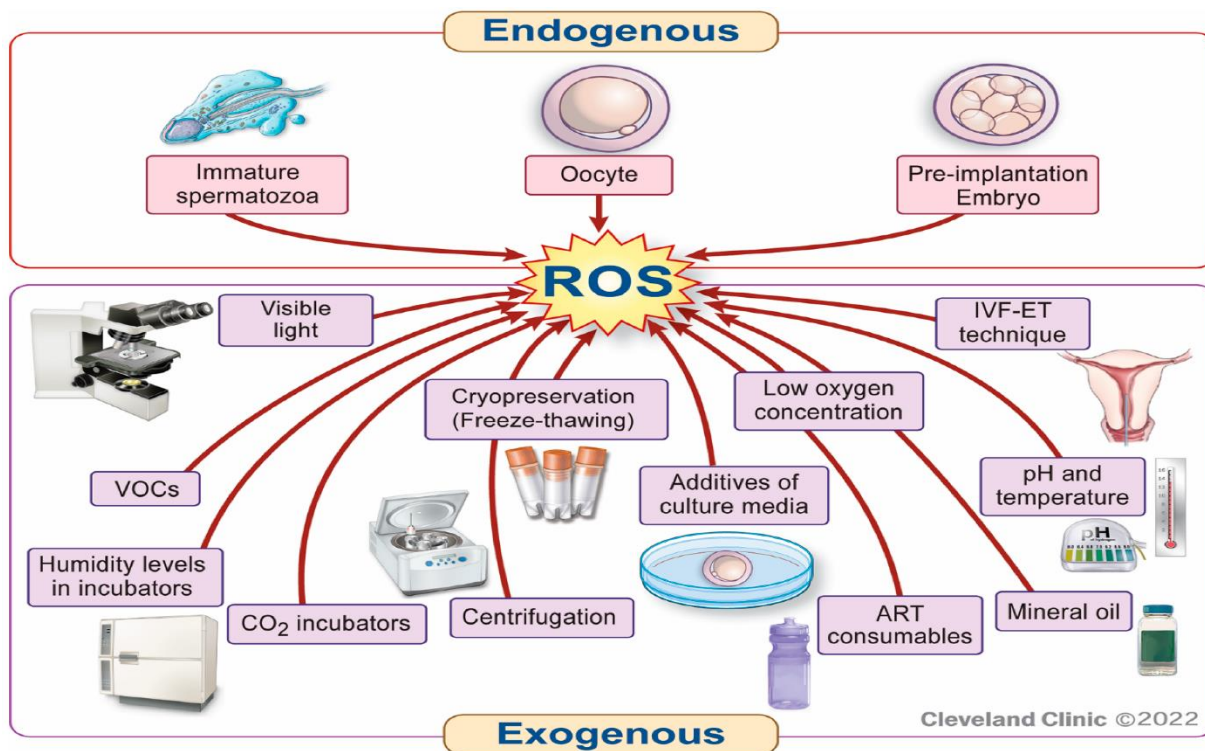 Endogenous
Immature
spermatozoa
Oocyte
Pre-implantation
Embryo
ROS
Visible
light
IVF-ET
technique
Cryopreservation
(Freeze-thawing)
Low oxygen
concentration
VOCs
Additives of
culture media
pH and
temperature
pH
Humidity levels
in incubators
CO2 incubators
Centrifugation
ART
consumables
Mineral oil
Cleveland Clinic ©2022
Exogenous